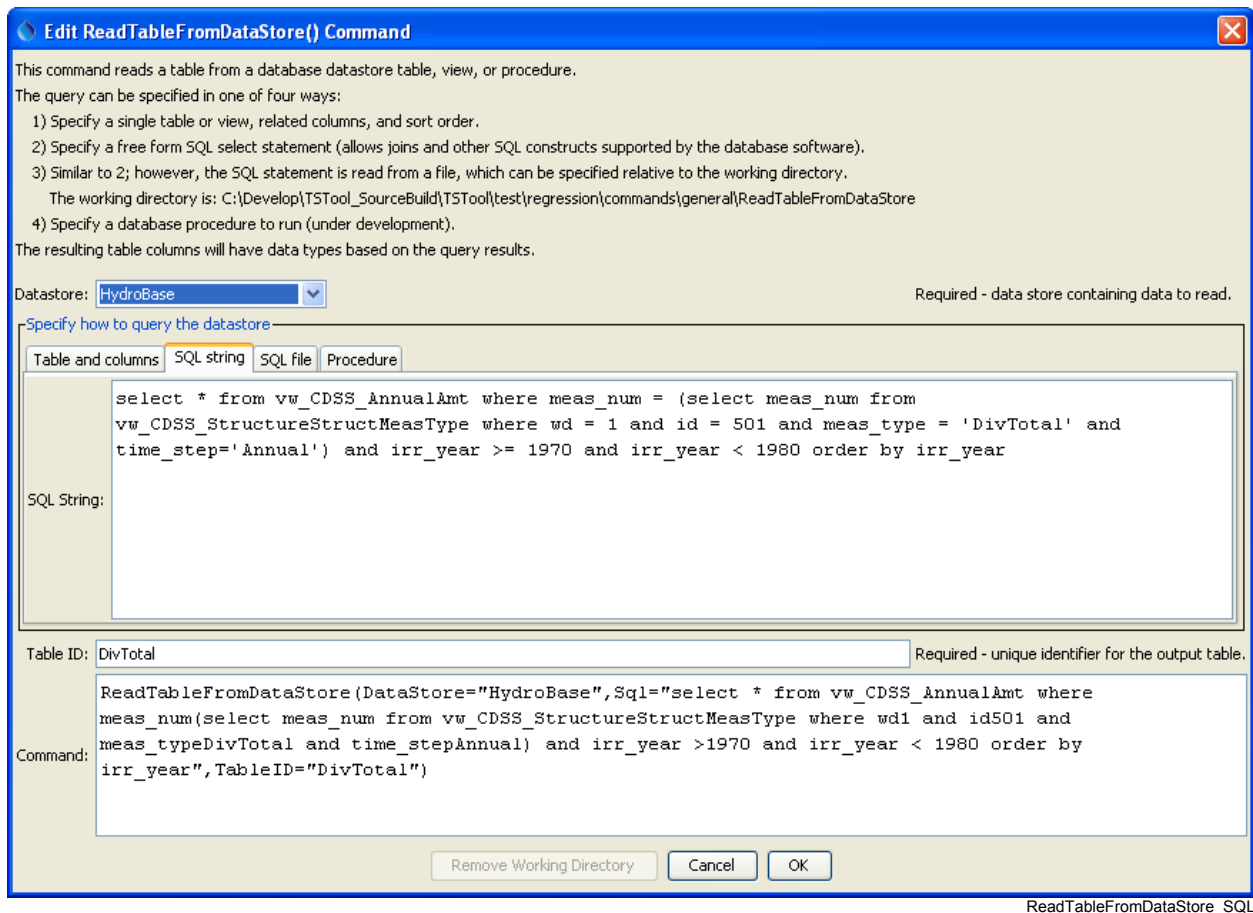 Edit ReadTableFromDataStore() Command
This command reads a table from a database datastore table, view, or procedure.
The query can be specified in one of four ways:
1) Specify a single table or view, related columns, and sort order.
2) Specify a free form SQL select statement (allows joins and other SQL constructs supported by the database software).
3) Similar to 2; however, the SQL statement is read from a file, which can be specified relative to the working directory.
The working directory is: C:\Develop\TSTool_SourceBuild\TSTool\test\regression\commands\general\ReadTableFromDataStore
4) Specify a database procedure to run (under development).
The resulting table columns will have data types based on the query results.
Datastore: HydroBase Required - data store containing data to read.
Specify how to query the datastore
Table and columns SQL string SQL file Procedure
select * from vw_CDSS_AnnualAmt where meas_num = (select meas_num from
vw_CDSS_StructureStructMeasType where wd = 1 and id = 501 and meas_type = 'DivTotal' and
time_step='Annual') and irr_year >= 1970 and irr_year < 1980 order by irr_year
SQL String:
Table ID: DivTotal Required - unique identifier for the output table.
ReadTableFromDataStore(DataStore="HydroBase",Sql="select * from vw_CDSS_AnnualAmt where
meas_num(select meas_num from vw_CDSS_StructureStructMeasType where wd1 and id501 and
Command: meas_typeDivTotal and time_stepAnnual) and irr_year >1970 and irr_year < 1980 order by
irr_year",TableID="DivTotal")
Remove Working Directory Cancel OK
ReadTableFromDataStore_SQL